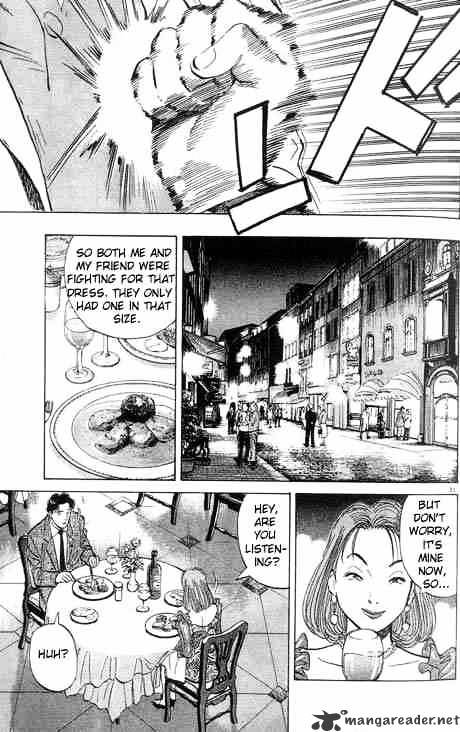 SO BOTH ME AND
MY FRIEND WERE
FIGHTING FOR THAT
DRESS. THEY ONLY
HAD ONE IN THAT
SIZE.
BUT
DON'T
WORRY,
IT'S
MINE
NOW,
SO...
HEY,
ARE
YOU
LISTEN-
ING?
HUH?
mangareader.net